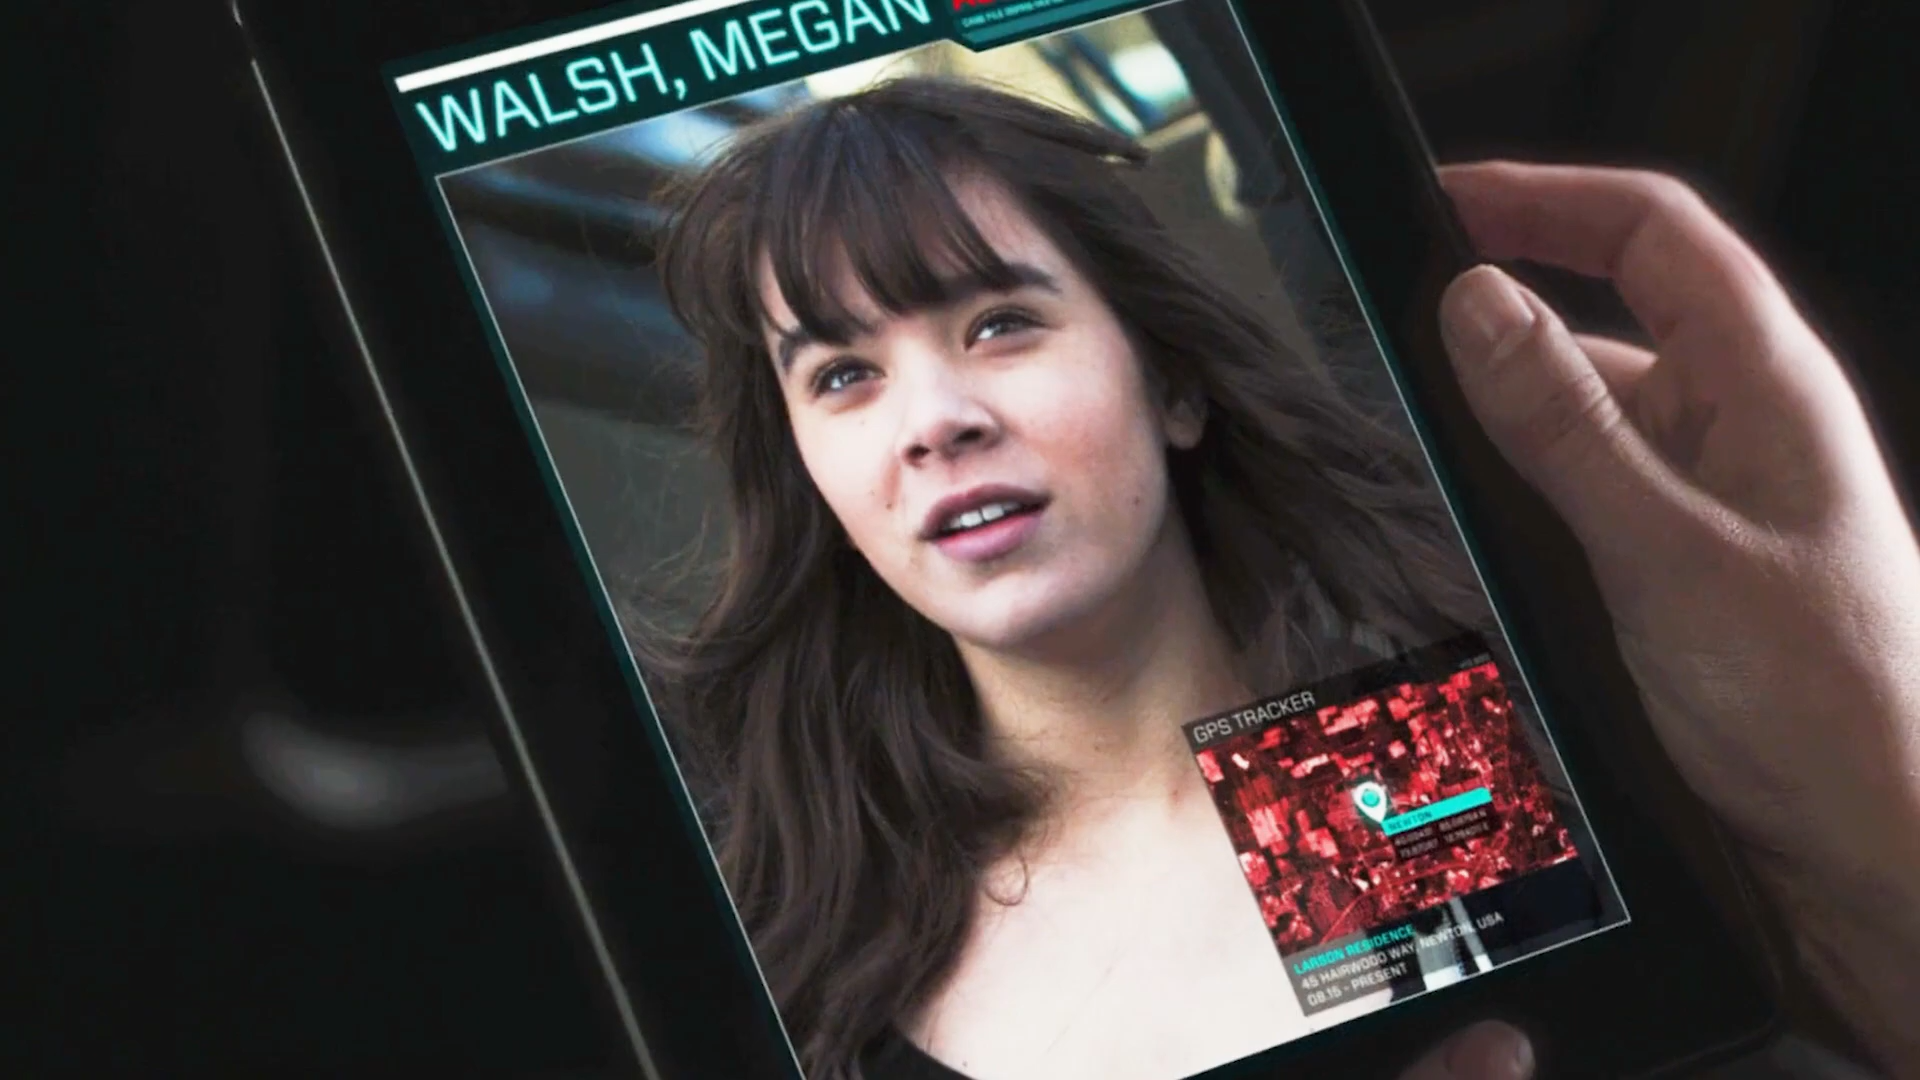 WALSH, MEGAN
GPS TRACKER
NEWTON
LARSON RESIDENCE
45 HAIRWOOD WAY, NEWTON, USA
08.15 - PRESENT